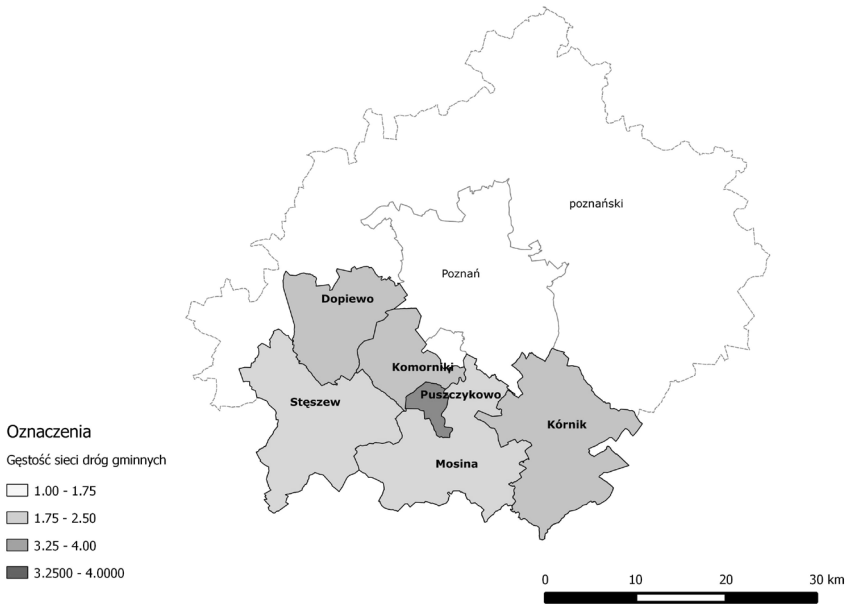 poznański
Poznań
Dopiewo
Komorniki
Puszczykowo
Stęszew
Kórnik
Mosina
Oznaczenia
Gęstość sieci dróg gminnych
1.00 - 1.75
1.75 - 2.50
3.25 - 4.00
3.2500 - 4.0000
0 10 20 30 km